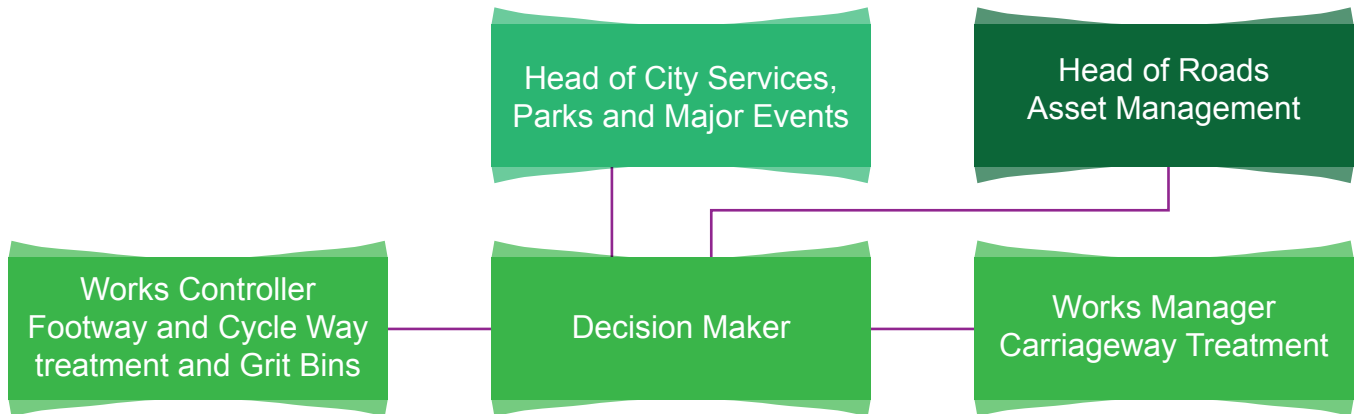 Head of City Services,
Parks and Major Events
Head of Roads
Asset Management
Works Controller
Footway and Cycle Way
treatment and Grit Bins
Decision Maker
Works Manager
Carriageway Treatment